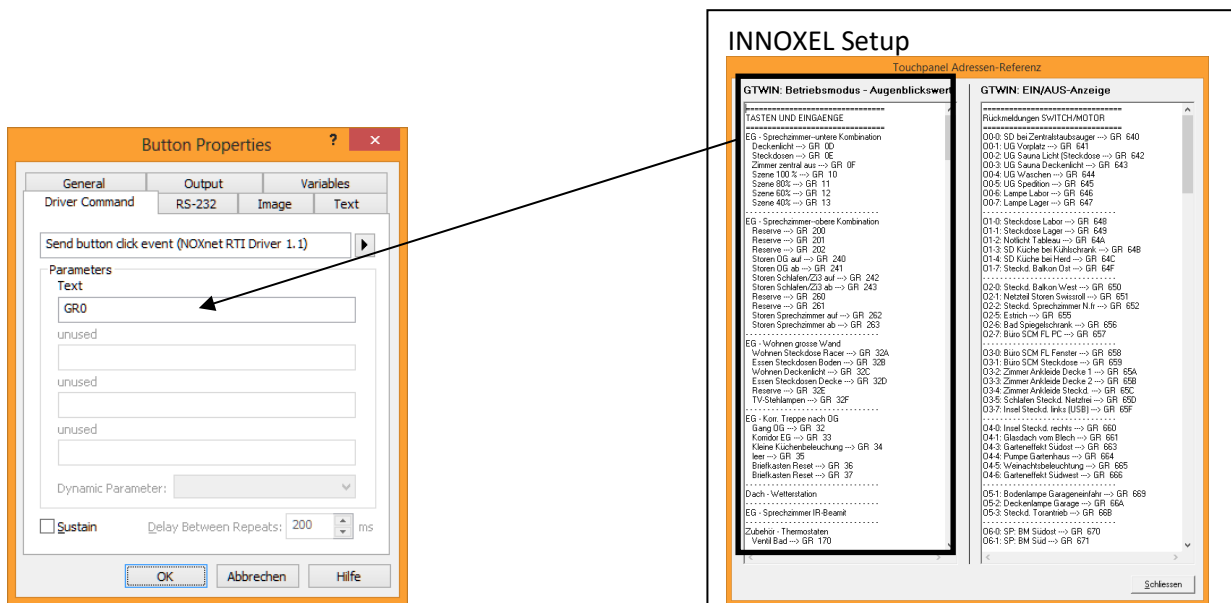 Button Properties
?
×
General
Output
Variables
Driver Command
RS-232
Image
Text
Send button click event (NOXnet RTI Driver 1.1)
Parameters
Text
GR0
unused
unused
unused
Dynamic Parameter:
Sustain
Delay Between Repeats:
200
ms
OK
Abbrechen
Hilfe
INNOXEL Setup
Touchpanel Adressen-Referenz
GTWIN: Betriebsmodus - Augenblickswert
================================
TASTEN UND EINGAENGE
================================
EG - Sprechzimmer--untere Kombination
Deckenlicht ---> GR 0D
Steckdosen ---> GR 0E
Zimmer zentral aus ---> GR 0F
Szene 100 % ---> GR 10
Szene 80% ---> GR 11
Szene 60% ---> GR 12
Szene 40% ---> GR 13
EG - Sprechzimmer--obere Kombination
Reserve ---> GR 200
Reserve ---> GR 201
Reserve ---> GR 202
Storen OG auf ---> GR 240
Storen OG ab ---> GR 241
Storen Schlafen/Zi3 auf ---> GR 242
Storen Schlafen/Zi3 ab ---> GR 243
Reserve ---> GR 260
Reserve ---> GR 261
Storen Sprechzimmer auf ---> GR 262
Storen Sprechzimmer ab ---> GR 263
EG - Wohnen grosse Wand
Wohnen Steckdose Racer ---> GR 32A
Essen Steckdosen Boden ---> GR 32B
Wohnen Deckenlicht ---> GR 32C
Essen Steckdosen Decke ---> GR 32D
Reserve ---> GR 32E
TV-Stehlampen ---> GR 32F
EG - Korr. Treppe nach OG
Gang OG ---> GR 32
Korridor EG ---> GR 33
Kleine Küchenbeleuchung ---> GR 34
leer ---> GR 35
Briefkasten Reset ---> GR 36
Briefkasten Reset ---> GR 37
Dach - Wetterstation
EG - Sprechzimmer IR-Beamit
Zubehör - Thermostaten
Ventil Bad ---> GR 170
GTWIN: EIN/AUS-Anzeige
================================
Rückmeldungen SWITCH/MOTOR
================================
O0-0: SD bei Zentralstaubsauger ---> GR 640
O0-1: UG Vorplatz ---> GR 641
O0-2: UG Sauna Licht (Steckdose ---> GR 642
O0-3: UG Sauna Deckenlicht ---> GR 643
O0-4: UG Waschen ---> GR 644
O0-5: UG Spedition ---> GR 645
O0-6: Lampe Labor ---> GR 646
O0-7: Lampe Lager ---> GR 647
O1-0: Steckdose Labor ---> GR 648
O1-1: Steckdose Lager ---> GR 649
O1-2: Notlicht Tableau ---> GR 64A
O1-3: SD Küche bei Kühlschrank ---> GR 64B
O1-4: SD Küche bei Herd ---> GR 64C
O1-7: Steckd. Balkon Ost ---> GR 64F
O2-0: Steckd. Balkon West ---> GR 650
O2-1: Netzteil Storen Swissroll ---> GR 651
O2-2: Steckd. Sprechzimmer N.fr ---> GR 652
O2-5: Estrich ---> GR 655
O2-6: Bad Spiegelschrank ---> GR 656
O2-7: Büro SCM FL PC ---> GR 657
O3-0: Büro SCM FL Fenster ---> GR 658
O3-1: Büro SCM Steckdose ---> GR 659
O3-2: Zimmer Ankleide Decke 1 ---> GR 65A
O3-3: Zimmer Ankleide Decke 2 ---> GR 65B
O3-4: Zimmer Ankleide Steckd. ---> GR 65C
O3-5: Schlafen Steckd. Netzfrei ---> GR 65D
O3-7: Insel Steckd. links (USB) ---> GR 65F
O4-0: Insel Steckd. rechts ---> GR 660
O4-1: Glasdach vom Blech ---> GR 661
O4-3: Garteneffekt Südost ---> GR 663
O4-4: Pumpe Gartenhaus ---> GR 664
O4-5: Weinachtsbeleuchtung ---> GR 665
O4-6: Garteneffekt Südwest ---> GR 666
O5-1: Bodenlampe Garageneinfahr ---> GR 669
O5-2: Deckenlampe Garage ---> GR 66A
O5-3: Steckd. Torantrieb ---> GR 66B
O6-0: SP: BM Südost ---> GR 670
O6-1: SP: BM Süd ---> GR 671
Schliessen